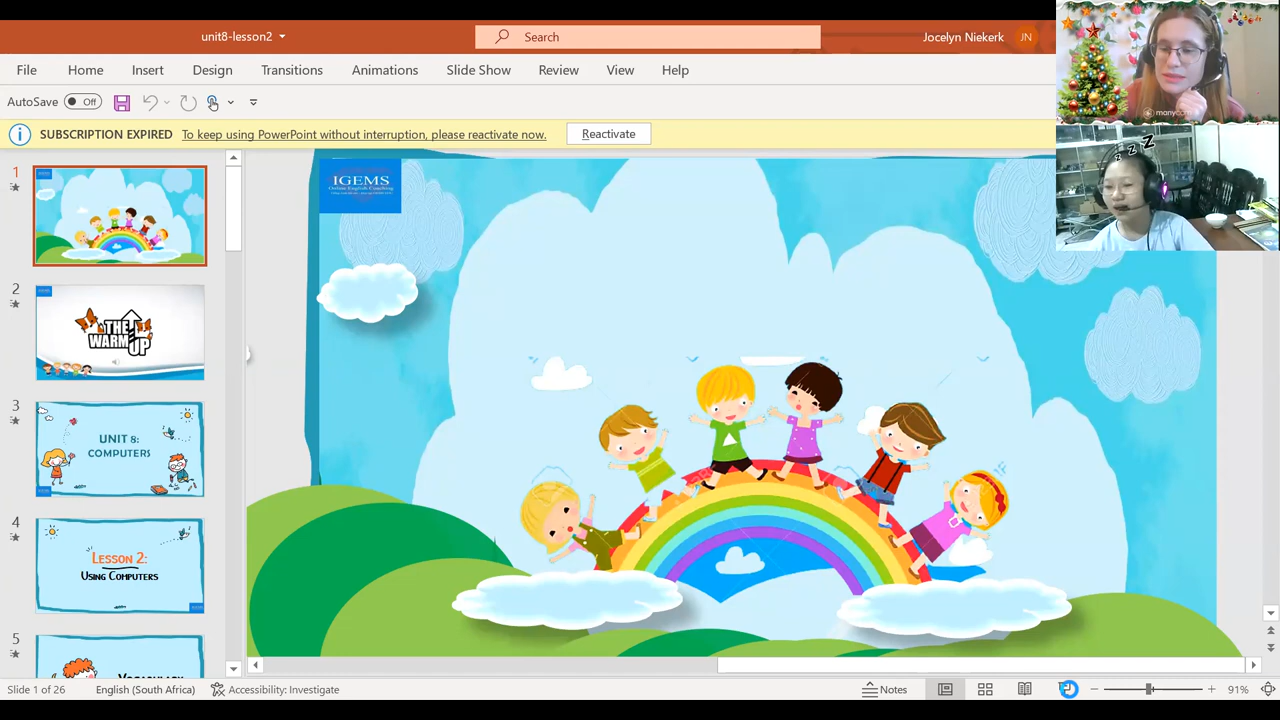 unit8-lesson2
Search
Jocelyn Niekerk JN
File Home Insert Design Transitions Animations Slide Show Review View Help
AutoSave Off
SUBSCRIPTION EXPIRED To keep using PowerPoint without interruption, please reactivate now. Reactivate
1
2
THE
WARM
UP
3
UNIT 8:
COMPUTERS
4
LESSON 2:
USING COMPUTERS
5
VOCABULARY
IGEMS
Online English Coaching
manycam
z z Z
Slide 1 of 26 English (South Africa) Accessibility: Investigate Notes 91%